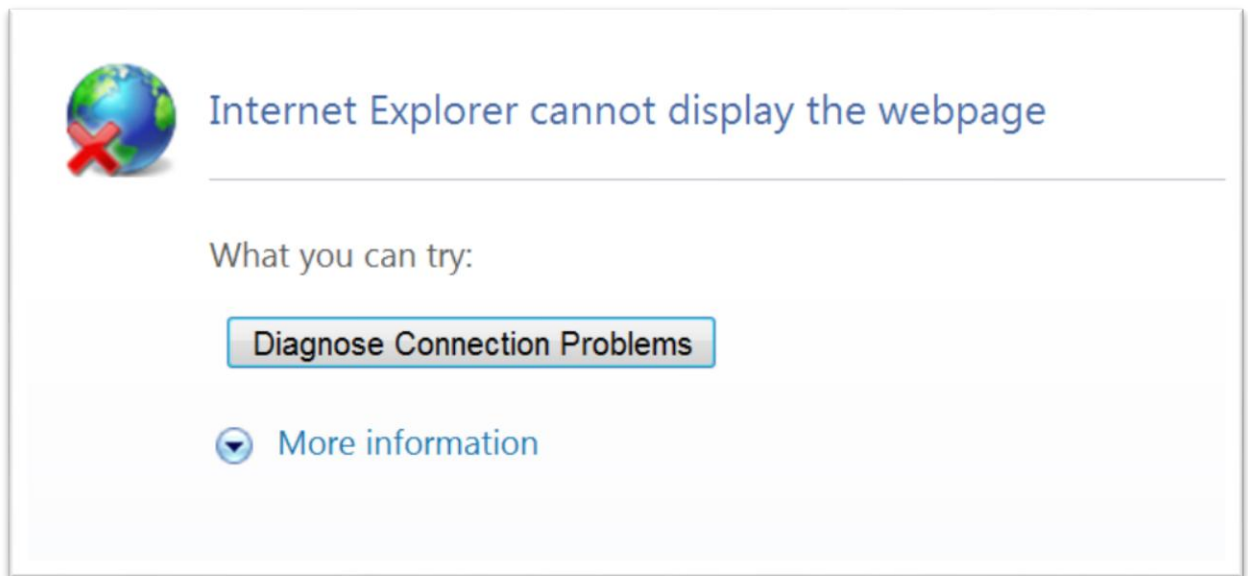 Internet Explorer cannot display the webpage
What you can try:
Diagnose Connection Problems
More information